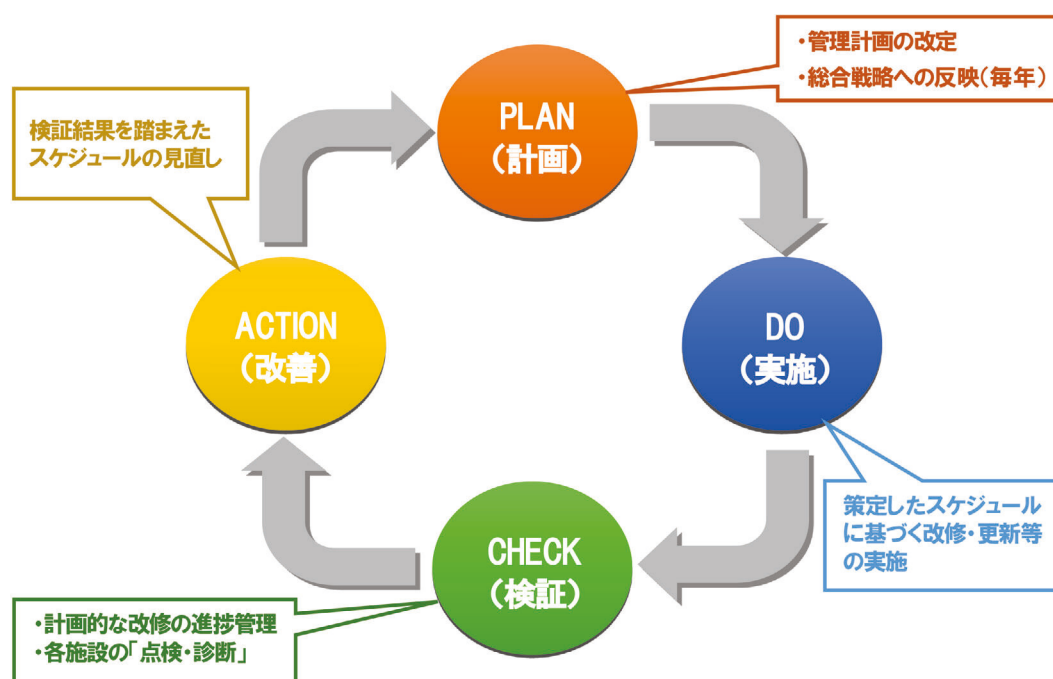 PLAN
（計画）
・管理計画の改定
・総合戦略への反映（毎年）
検証結果を踏まえた
スケジュールの見直し
ACTION
（改善）
DO
（実施）
策定したスケジュール
に基づく改修・更新等
の実施
CHECK
（検証）
・計画的な改修の進捗管理
・各施設の「点検・診断」